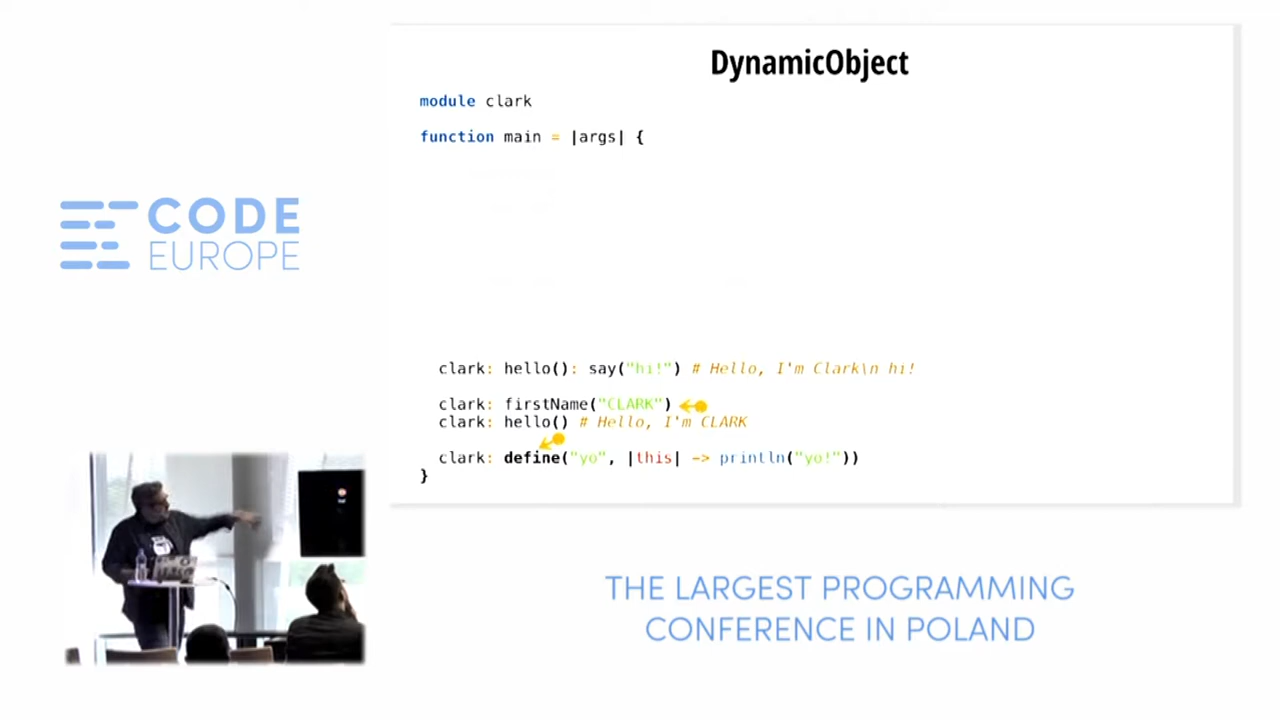 DynamicObject
module clark
function main = |args| {
CODE
EUROPE
clark: hello(): say("hi!") # Hello, I'm Clark\n hi!
clark: firstName("CLARK")
clark: hello() # Hello, I'm CLARK
clark: define("yo", |this| -> println("yo!"))
}
THE LARGEST PROGRAMMING
CONFERENCE IN POLAND